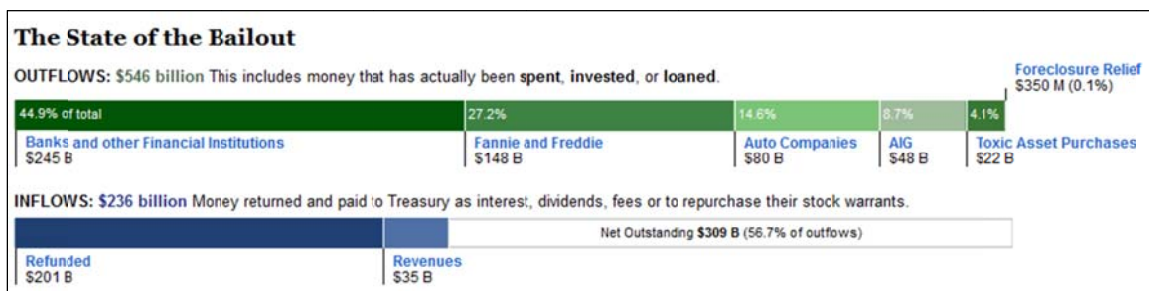 The State of the Bailout
OUTFLOWS: $546 billion This includes money that has actually been spent, invested, or loaned.
Foreclosure Relief
$350 M (0.1%)
44.9% of total 27.2% 14.6% 8.7% 4.1%
Banks and other Financial Institutions Fannie and Freddie Auto Companies AIG Toxic Asset Purchases
$245 B $148 B $80 B $48 B $22 B
INFLOWS: $236 billion Money returned and paid to Treasury as interest, dividends, fees or to repurchase their stock warrants.
Net Outstandng $309 B (56.7% of outfows)
Refunded Revenues
$201 B $35 B